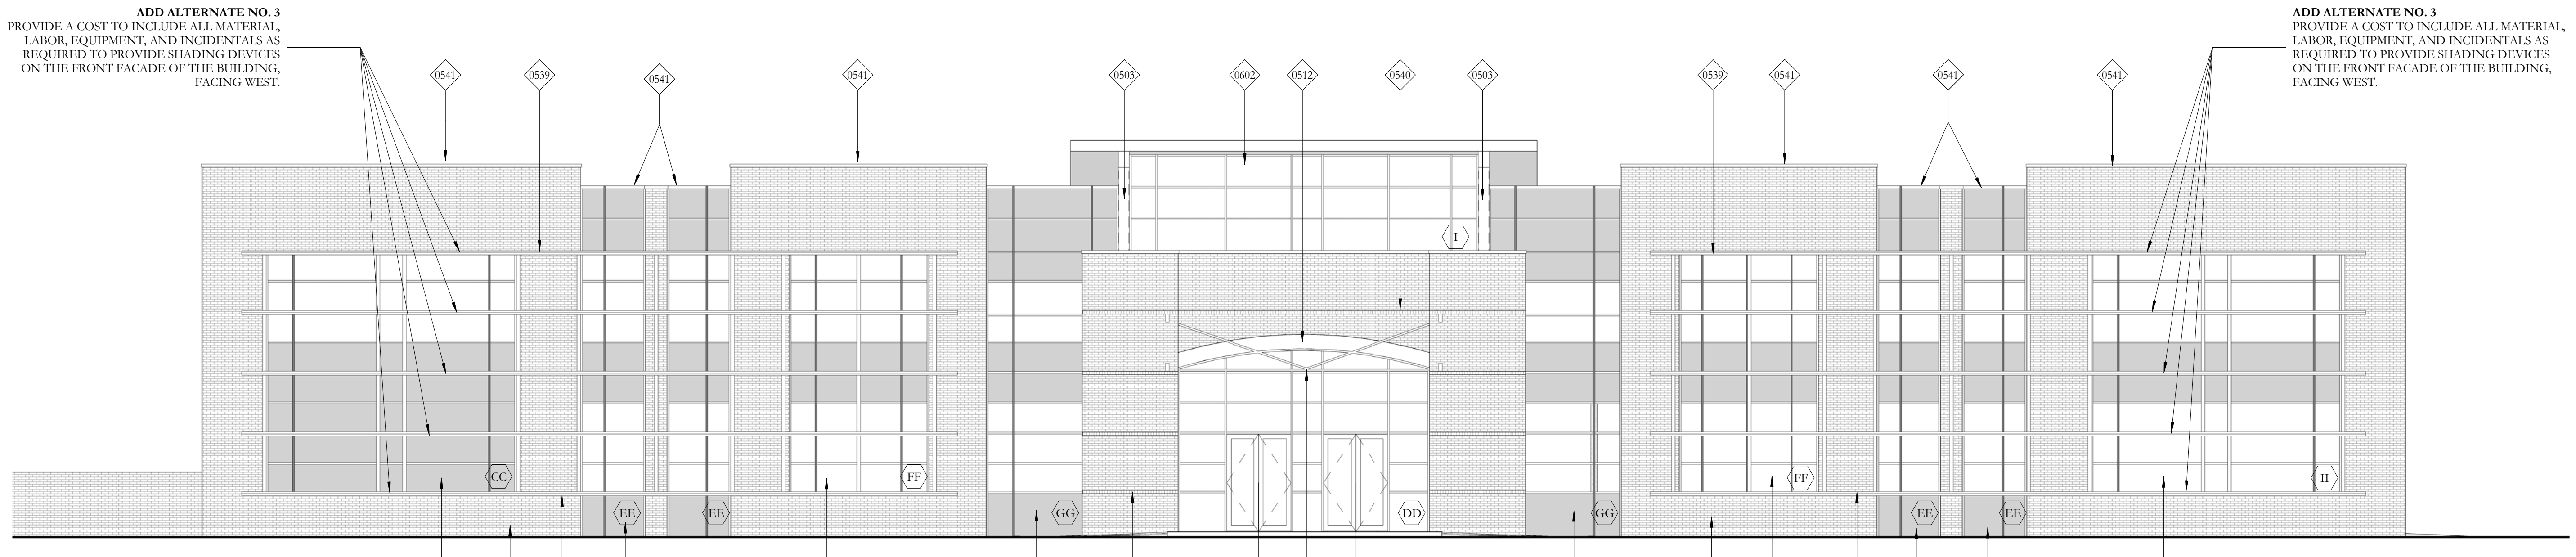 ADD ALTERNATE NO. 3
PROVIDE A COST TO INCLUDE ALL MATERIAL,
LABOR, EQUIPMENT, AND INCIDENTALS AS
REQUIRED TO PROVIDE SHADING DEVICES
ON THE FRONT FACADE OF THE BUILDING,
FACING WEST.
ADD ALTERNATE NO. 3
PROVIDE A COST TO INCLUDE ALL MATERIAL,
LABOR, EQUIPMENT, AND INCIDENTALS AS
REQUIRED TO PROVIDE SHADING DEVICES
ON THE FRONT FACADE OF THE BUILDING,
FACING WEST.
0541
0539
0541
0541
0503
0602
0512
0540
0503
0539
0541
0541
0541
I
CC
FF
FF
II
EE
EE
GG
DD
GG
EE
EE